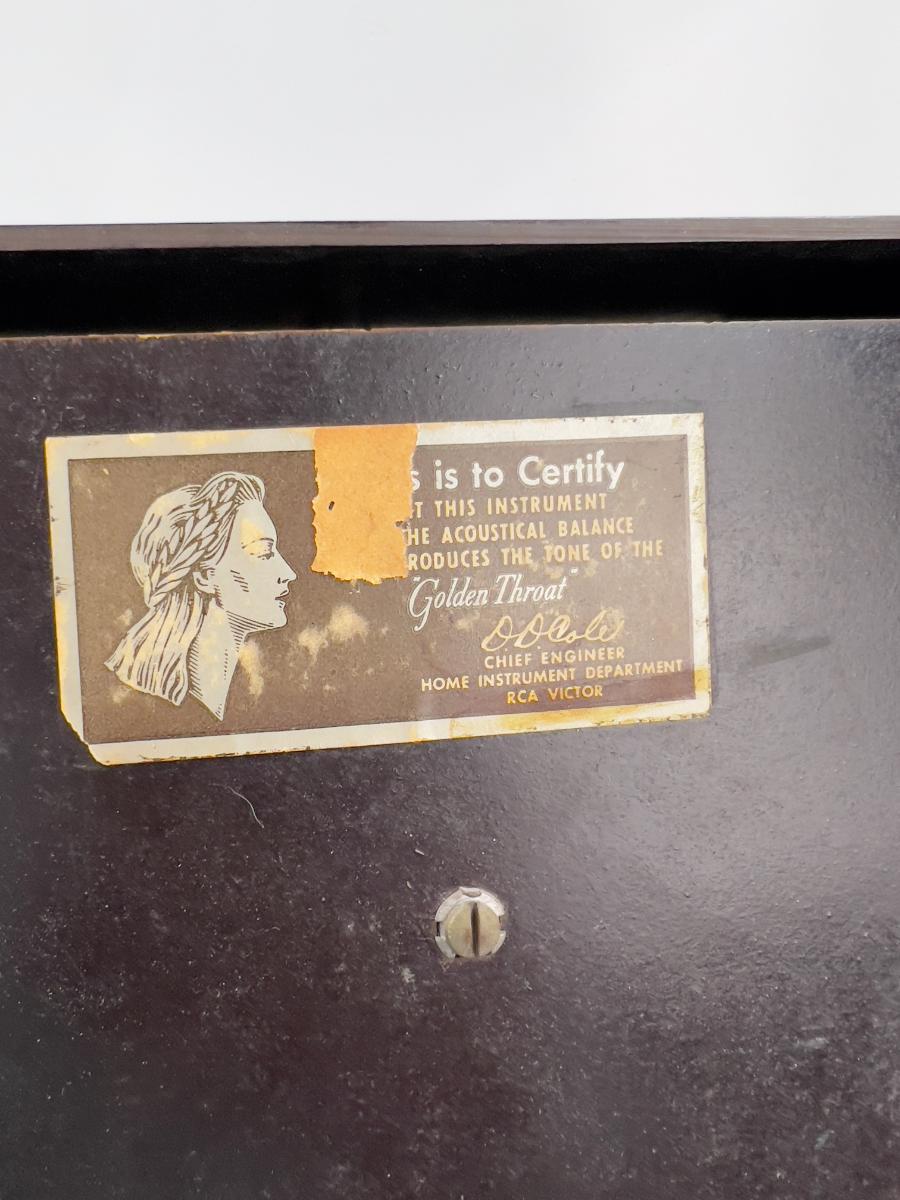 s is to Certify
T THIS INSTRUMENT
HE ACOUSTICAL BALANCE
RODUCES THE TONE OF THE
"Golden Throat"
D.D. Cole
CHIEF ENGINEER
HOME INSTRUMENT DEPARTMENT
RCA VICTOR